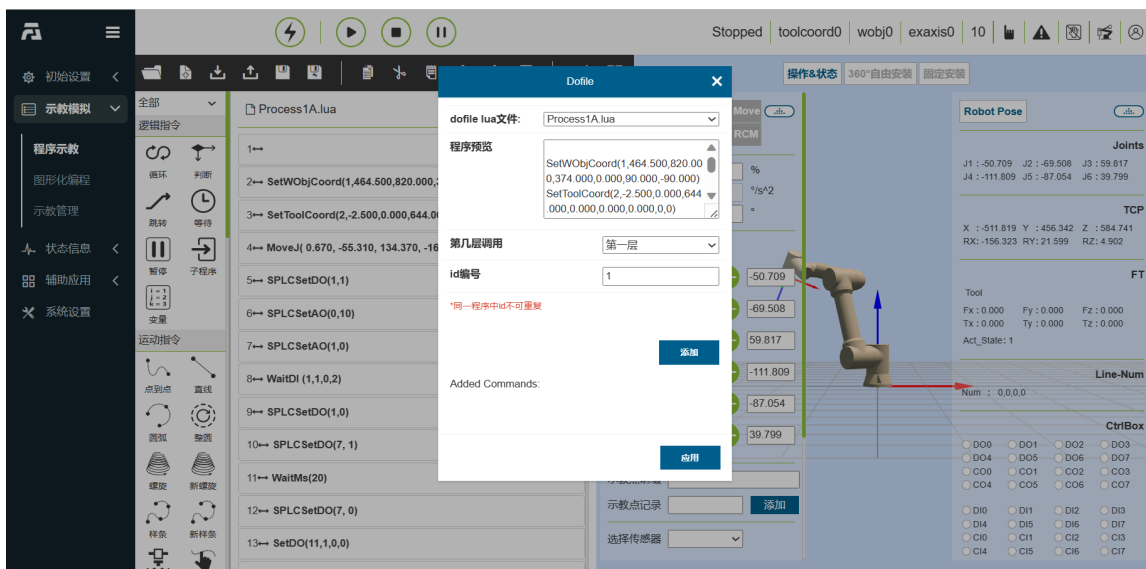 Stopped toolcoord0 wobj0 exaxis0 10
初始设置
示教模拟
程序示教
图形化编程
示教管理
状态信息
辅助应用
系统设置
全部
逻辑指令
循环 判断
跳转 等待
暂停 子程序
i = 1
j = 2
k = 3
变量
运动指令
点到点 直线
圆弧 整圆
螺旋 新螺旋
样条 新样条
Process1A.lua
1
2 SetWObjCoord(1,464.500,820.000,
3 SetToolCoord(2,-2.500,0.000,644.0
4 MoveJ( 0.670, -55.310, 134.370, -16
5 SPLCSetDO(1,1)
6 SPLCSetAO(0,10)
7 SPLCSetAO(1,0)
8 WaitDI (1,1,0,2)
9 SPLCSetDO(1,0)
10 SPLCSetDO(7, 1)
11 WaitMs(20)
12 SPLCSetDO(7, 0)
13 SetDO(11,1,0,0)
Dofile
dofile lua文件: Process1A.lua
程序预览
SetWObjCoord(1,464.500,820.00
0,374.000,0.000,90.000,-90.000)
SetToolCoord(2,-2.500,0.000,644
.000,0.000,0.000,0.000,0,0)
第几层调用 第一层
id编号 1
*同一程序中id不可重复
添加
Added Commands:
应用
操作&状态 360°自由安装 固定安装
Move
RCM
%
°/s^2
°
-50.709
-69.508
59.817
-111.809
-87.054
39.799
示教点记录 添加
选择传感器
Robot Pose
Joints
J1 : -50.709 J2 : -69.508 J3 : 59.817
J4 : -111.809 J5 : -87.054 J6 : 39.799
TCP
X : -511.819 Y : 456.342 Z : 584.741
RX: -156.323 RY: 21.599 RZ: 4.902
FT
Tool
Fx : 0.000 Fy : 0.000 Fz : 0.000
Tx : 0.000 Ty : 0.000 Tz : 0.000
Act_State: 1
Line-Num
Num : 0,0,0,0
CtrlBox
DO0 DO1 DO2 DO3
DO4 DO5 DO6 DO7
CO0 CO1 CO2 CO3
CO4 CO5 CO6 CO7
DI0 DI1 DI2 DI3
DI4 DI5 DI6 DI7
CI0 CI1 CI2 CI3
CI4 CI5 CI6 CI7